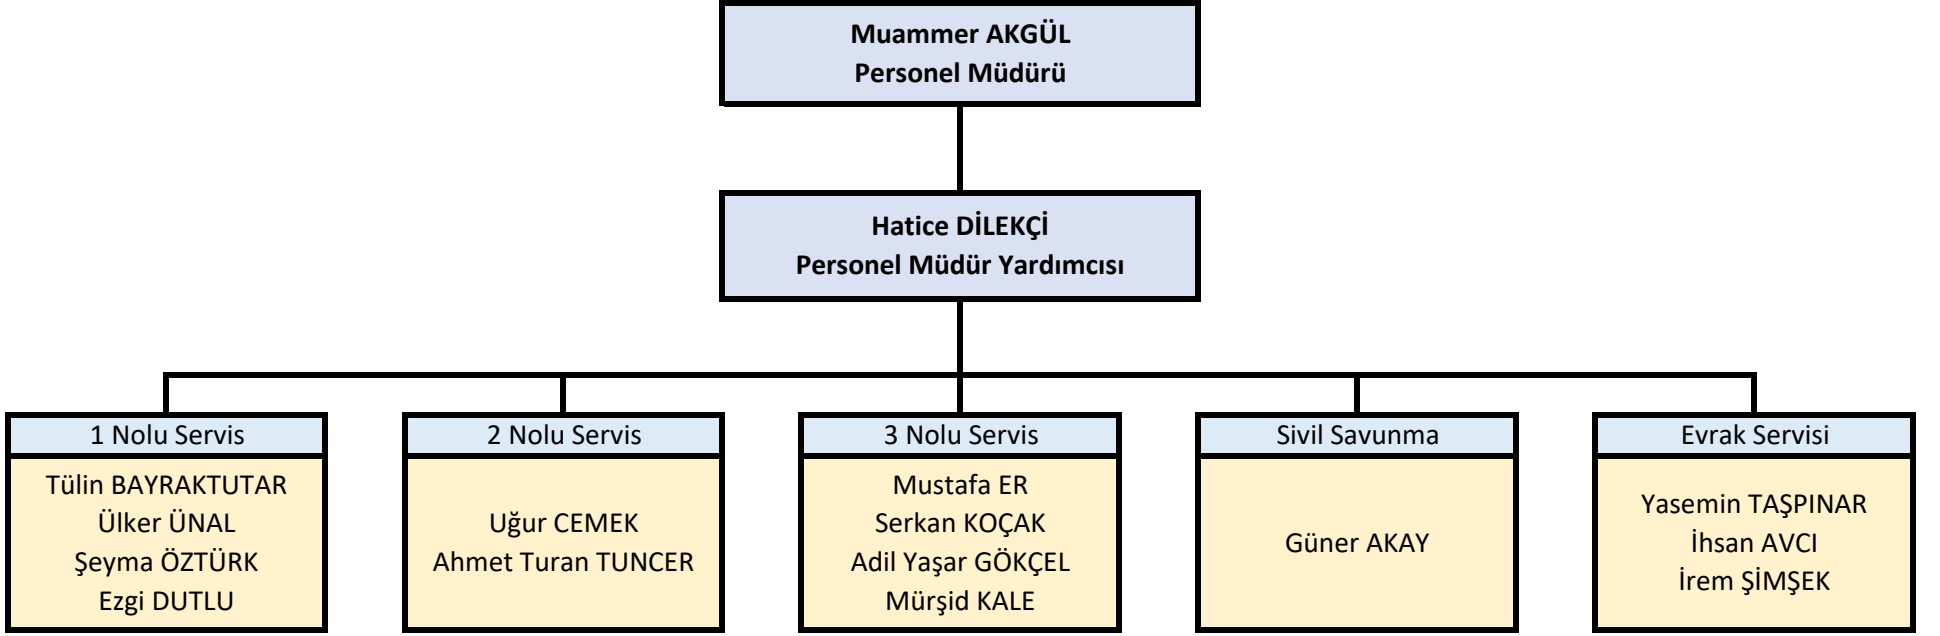 Muammer AKGÜL
Personel Müdürü
Hatice DİLEKÇİ
Personel Müdür Yardımcısı
1 Nolu Servis
Tülin BAYRAKTUTAR
Ülker ÜNAL
Şeyma ÖZTÜRK
Ezgi DUTLU
2 Nolu Servis
Uğur CEMEK
Ahmet Turan TUNCER
3 Nolu Servis
Mustafa ER
Serkan KOÇAK
Adil Yaşar GÖKÇEL
Mürşid KALE
Sivil Savunma
Güner AKAY
Evrak Servisi
Yasemin TAŞPINAR
İhsan AVCI
İrem ŞİMŞEK